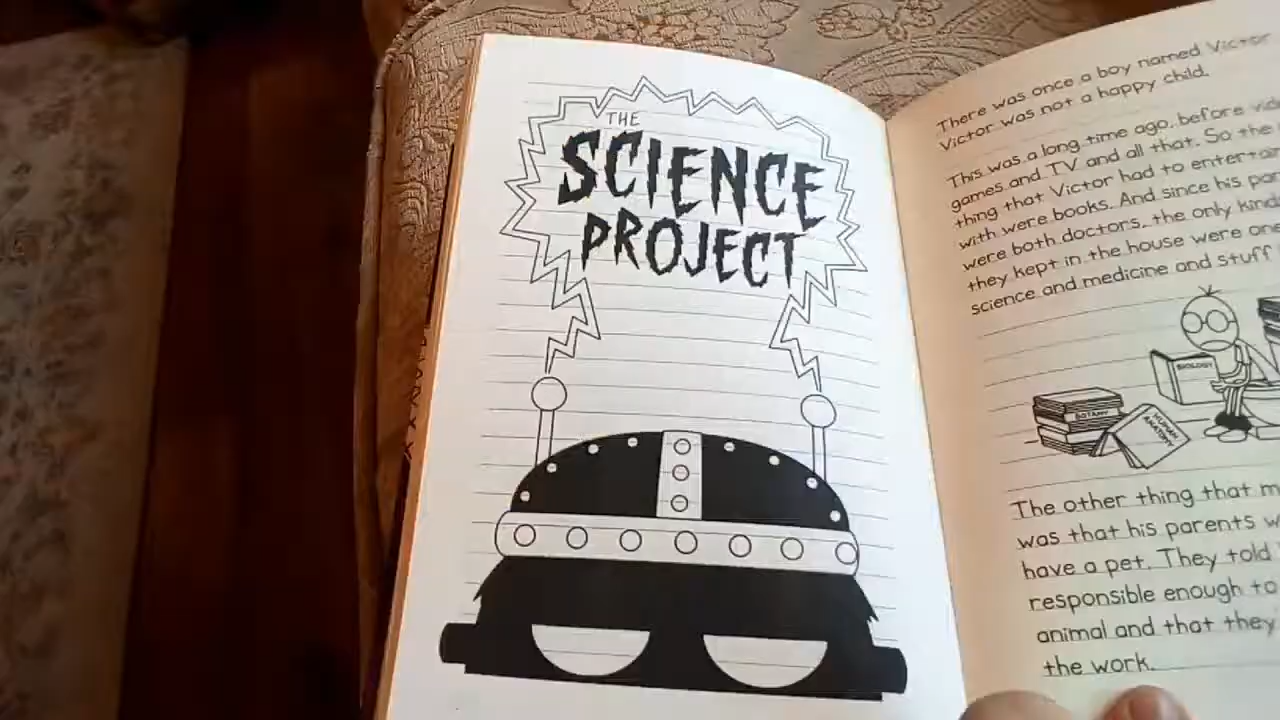 THE
SCIENCE
PROJECT
There was once a boy named Victor
Victor was not a happy child.
This was a long time ago, before
games and TV and all that. So the
thing that Victor had to entertain
with were books. And since his
were both doctors, the only kind
they kept in the house were
science and medicine and stuff
BIOLOGY
BOTANY
HUMAN
ANATOMY
The other thing that
was that his parents
have a pet. They told
responsible enough to
animal and that they
the work.